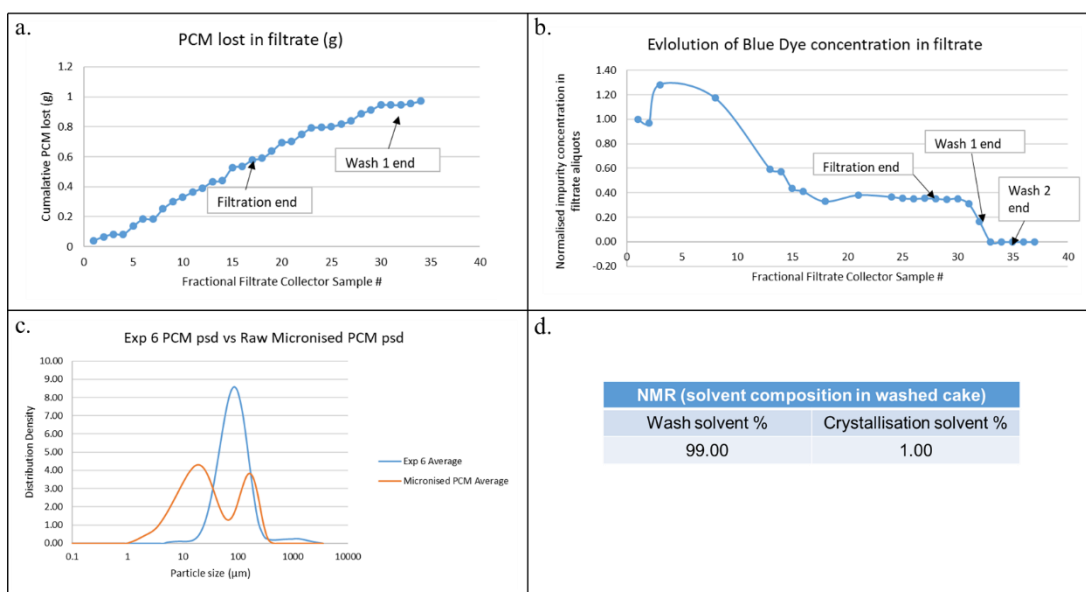 a.
PCM lost in filtrate (g)
Cumalative PCM lost (g)
1.2
1
0.8
0.6
0.4
0.2
0
Wash 1 end
Filtration end
0 5 10 15 20 25 30 35 40
Fractional Filtrate Collector Sample #
b.
Evlolution of Blue Dye concentration in filtrate
Normalised impurity concentration in
filtrate aliquots
1.40
1.20
1.00
0.80
0.60
0.40
0.20
0.00
-0.20
Wash 1
end
Filtration end
Wash 2
end
0 5 10 15 20 25 30 35 40
Fractional Filtrate Collector Sample #
c.
Exp 6 PCM psd vs Raw Micronised PCM psd
Distribution Density
10.00
9.00
8.00
7.00
6.00
5.00
4.00
3.00
2.00
1.00
0.00
Exp 6 Average
Micronised PCM Average
0.1 1 10 100 1000 10000
Particle size (μm)
d.
NMR (solvent composition in washed cake)
Wash solvent % Crystallisation solvent %
99.00 1.00